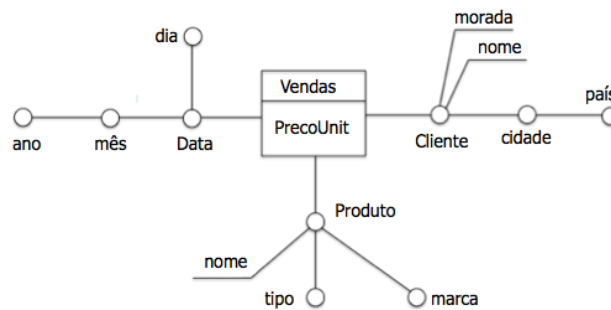 morada
dia
nome
Vendas
país
PrecoUnit
ano
mês
Data
Cliente
cidade
Produto
nome
tipo
marca